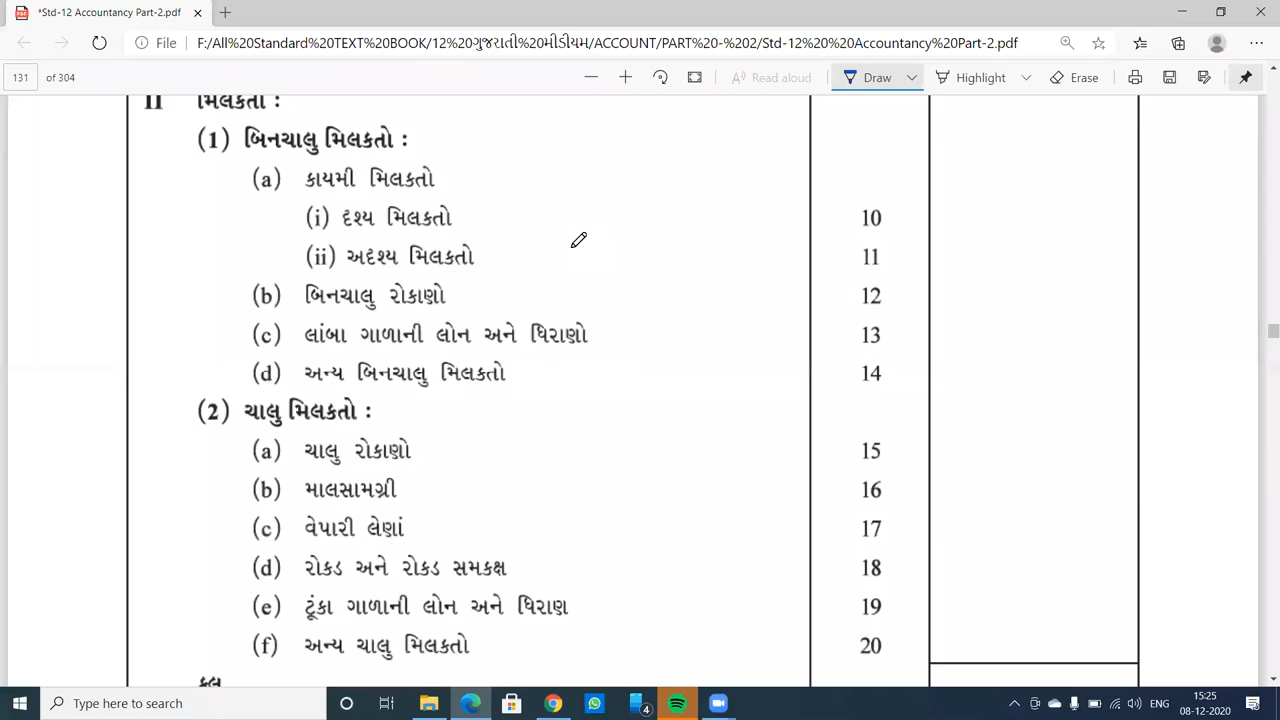 *Std-12 Accountancy Part-2.pdf
File F:/All%20Standard%20TEXT%20BOOK/12%20ગુજરાતી%20મીડીયમ/ACCOUNT/PART%20-%202/Std-12%20%20Accountancy%20Part-2.pdf
131 of 304 Read aloud Draw Highlight Erase
II મિલકતો :
(1) બિનચાલુ મિલકતો :
(a) કાયમી મિલકતો
(i) દૃશ્ય મિલકતો 10
(ii) અદૃશ્ય મિલકતો 11
(b) બિનચાલુ રોકાણો 12
(c) લાંબા ગાળાની લોન અને ધિરાણો 13
(d) અન્ય બિનચાલુ મિલકતો 14
(2) ચાલુ મિલકતો :
(a) ચાલુ રોકાણો 15
(b) માલસામગ્રી 16
(c) વેપારી લેણાં 17
(d) રોકડ અને રોકડ સમકક્ષ 18
(e) ટૂંકા ગાળાની લોન અને ધિરાણ 19
(f) અન્ય ચાલુ મિલકતો 20
કુલ
Type here to search 4 ENG 15:25
08-12-2020